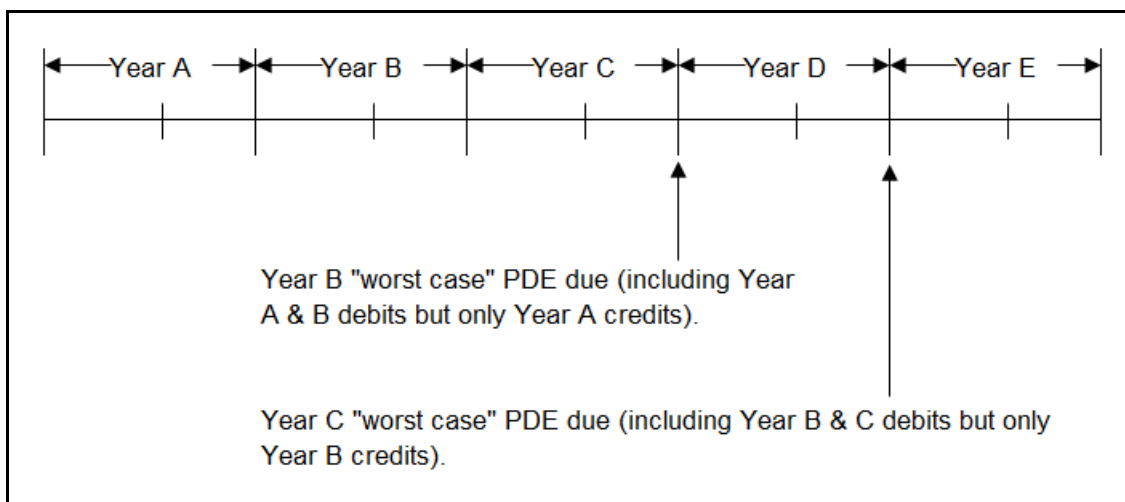 Year A Year B Year C Year D Year E
Year B "worst case" PDE due (including Year
A & B debits but only Year A credits).
Year C "worst case" PDE due (including Year B & C debits but only
Year B credits).